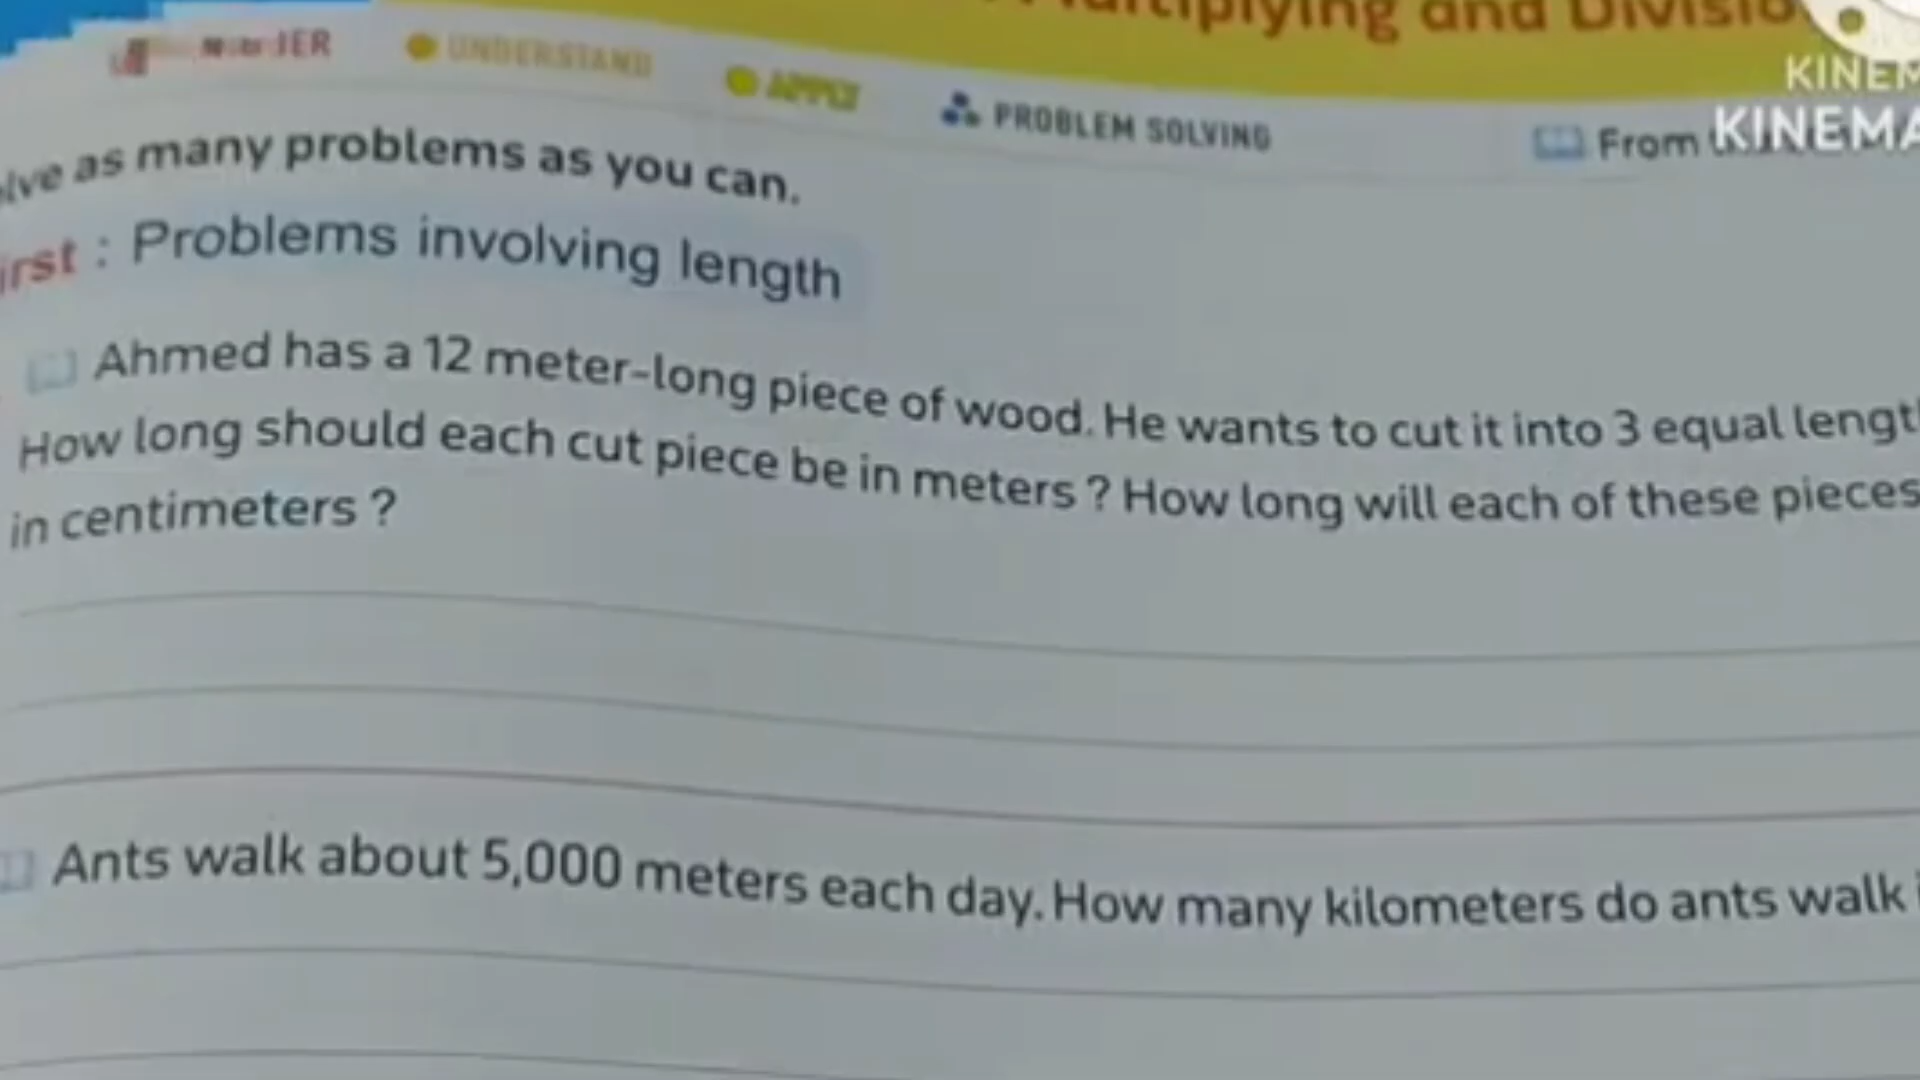 Multiplying and Divisio
UNDERSTAND
APPLY
PROBLEM SOLVING
From
KINEM
KINEMA
as many problems as you can.
: Problems involving length
Ahmed has a 12 meter-long piece of wood. He wants to cut it into 3 equal lengt
How long should each cut piece be in meters ? How long will each of these pieces
in centimeters ?
Ants walk about 5,000 meters each day. How many kilometers do ants walk